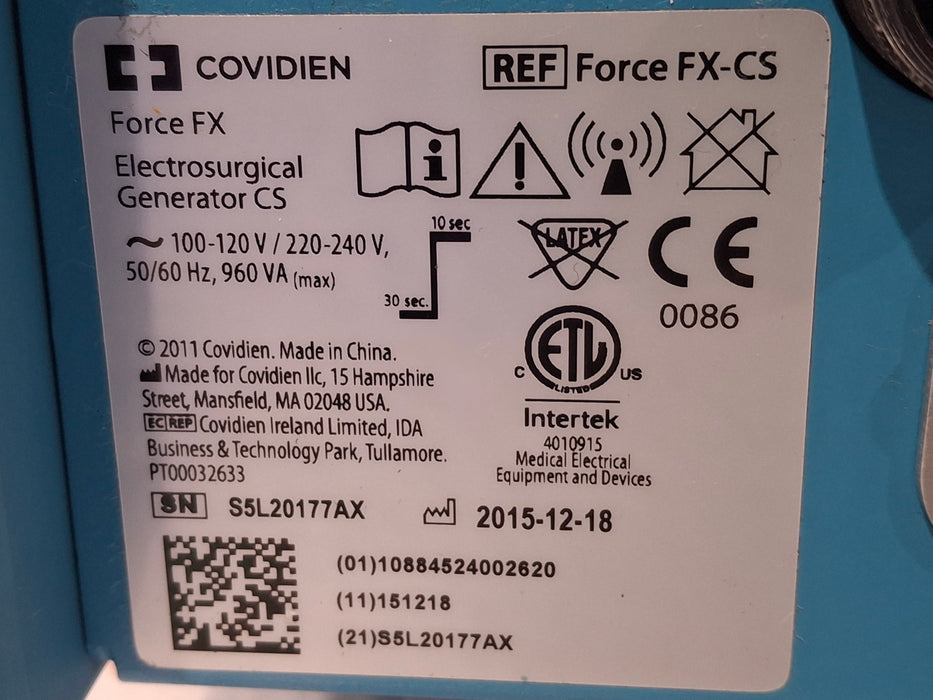 COVIDIEN
REF Force FX-CS
Force FX
Electrosurgical
Generator CS
100-120 V / 220-240 V,
50/60 Hz, 960 VA (max)
10 sec
30 sec.
LATEX
CE
0086
© 2011 Covidien. Made in China.
Made for Covidien llc, 15 Hampshire
Street, Mansfield, MA 02048 USA.
EC REP Covidien Ireland Limited, IDA
Business & Technology Park, Tullamore.
PT00032633
ETL
LISTED
C US
Intertek
4010915
Medical Electrical
Equipment and Devices
SN S5L20177AX
2015-12-18
(01)10884524002620
(11)151218
(21)S5L20177AX